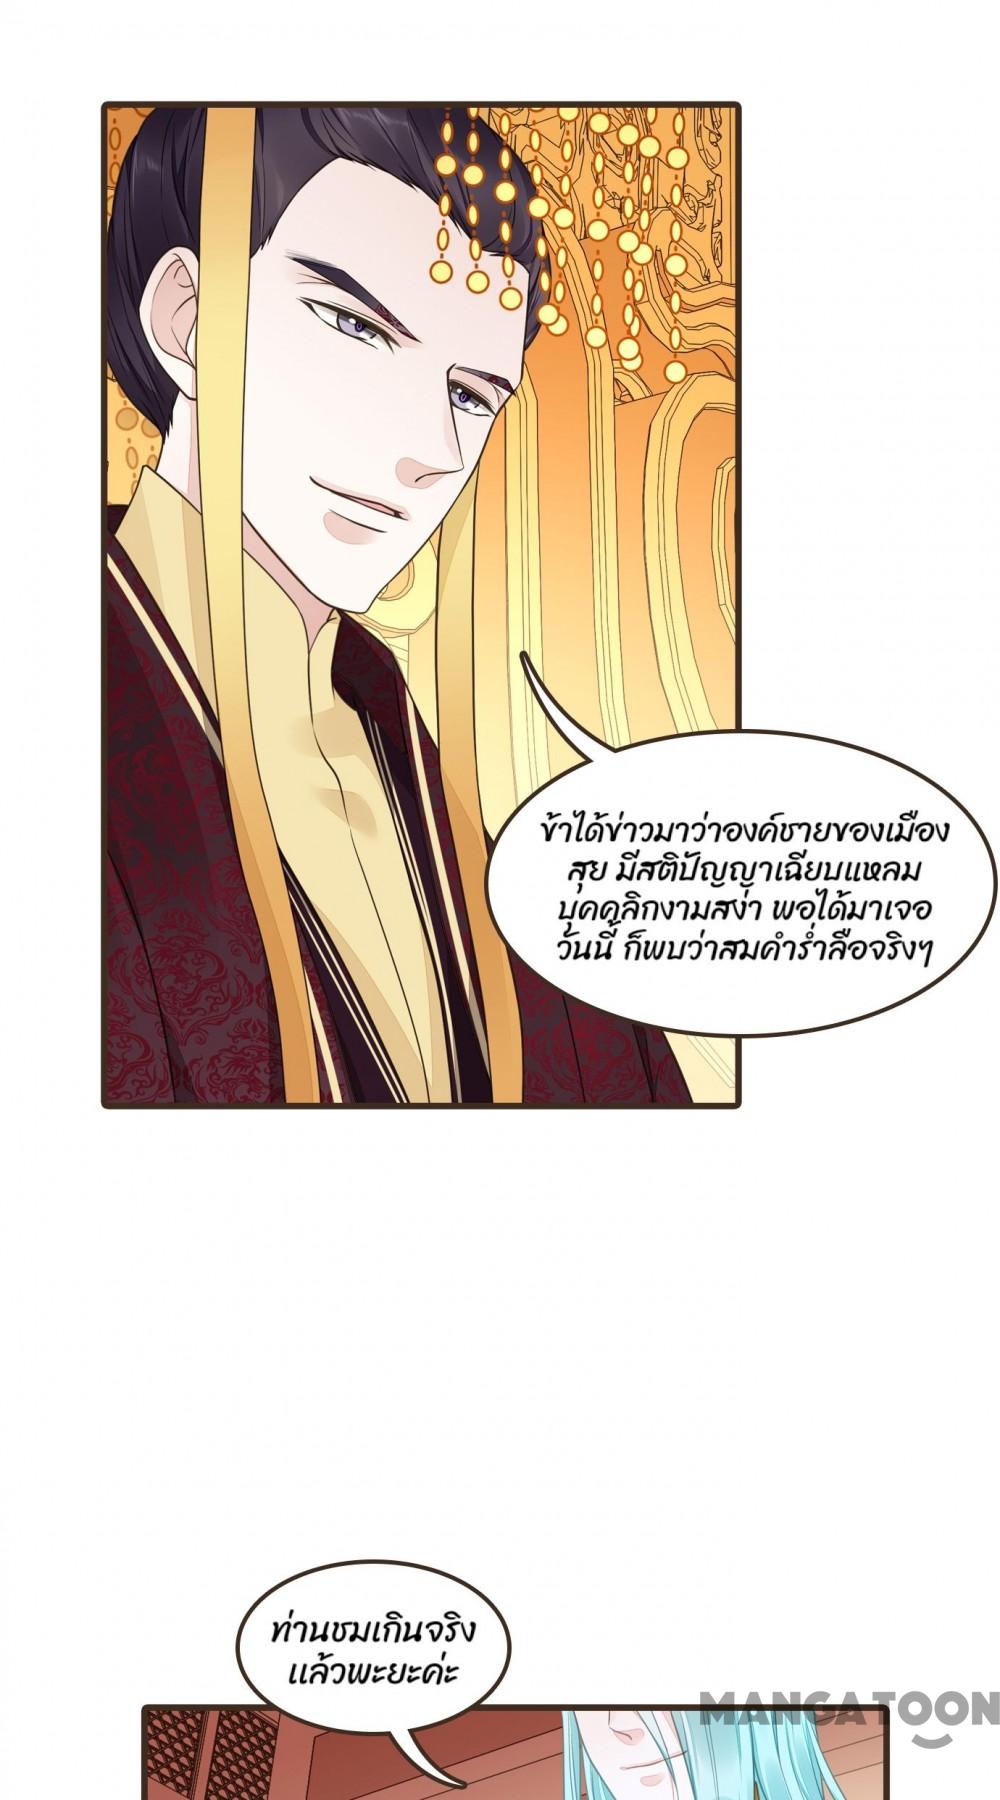 ข้าได้ข่าวมาว่าองค์ชายของเมือง
สุย มีสติปัญญาเฉียบแหลม
บุคคลิกงามสง่า พอได้มาเจอ
วันนี้ ก็พบว่าสมคำร่ำลือจริงๆ
ท่านชมเกินจริง
แล้วพะยะค่ะ
MANGATOON